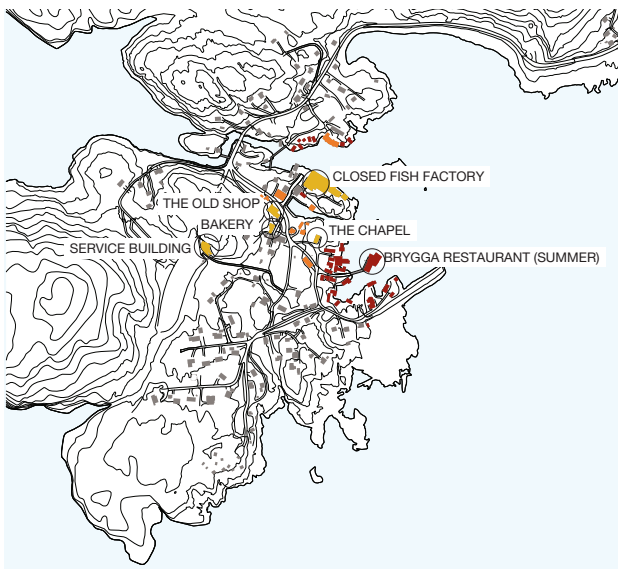 CLOSED FISH FACTORY
THE OLD SHOP
BAKERY
THE CHAPEL
SERVICE BUILDING
BRYGGA RESTAURANT (SUMMER)